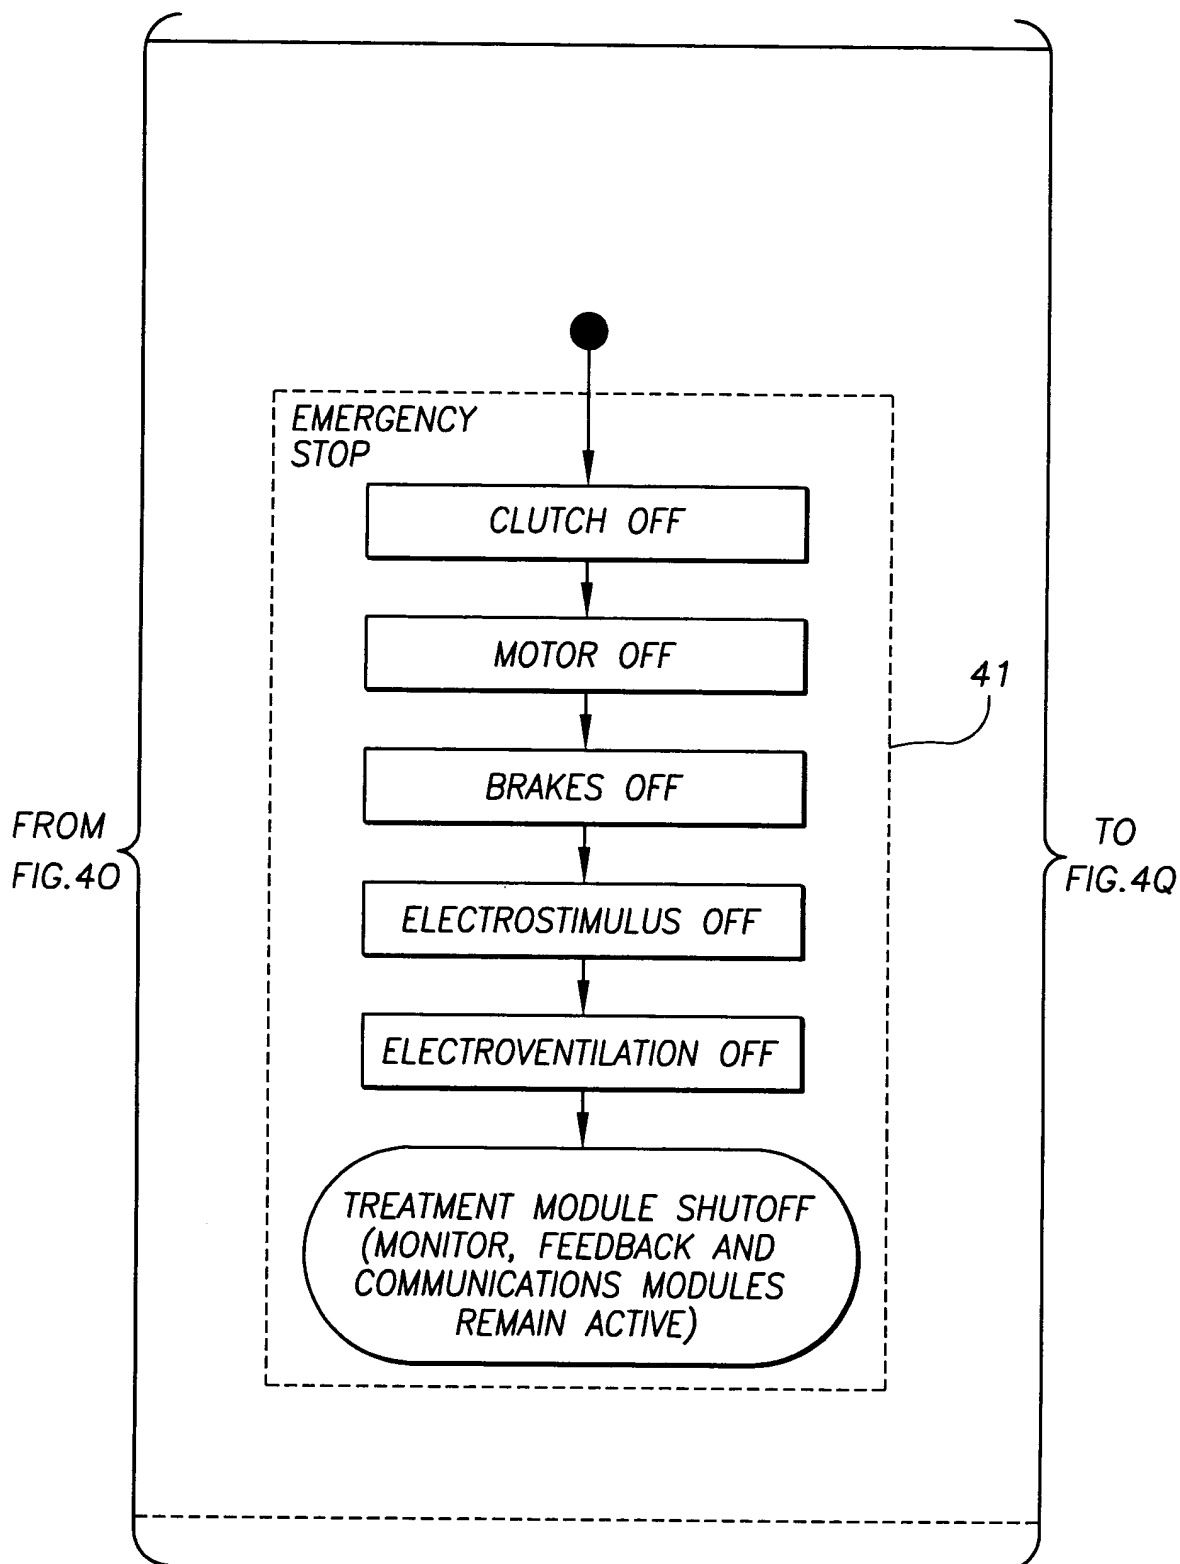 EMERGENCY
STOP
CLUTCH OFF
MOTOR OFF
41
BRAKES OFF
FROM
FIG.4O
TO
FIG.4Q
ELECTROSTIMULUS OFF
ELECTROVENTILATION OFF
TREATMENT MODULE SHUTOFF
(MONITOR, FEEDBACK AND
COMMUNICATIONS MODULES
REMAIN ACTIVE)